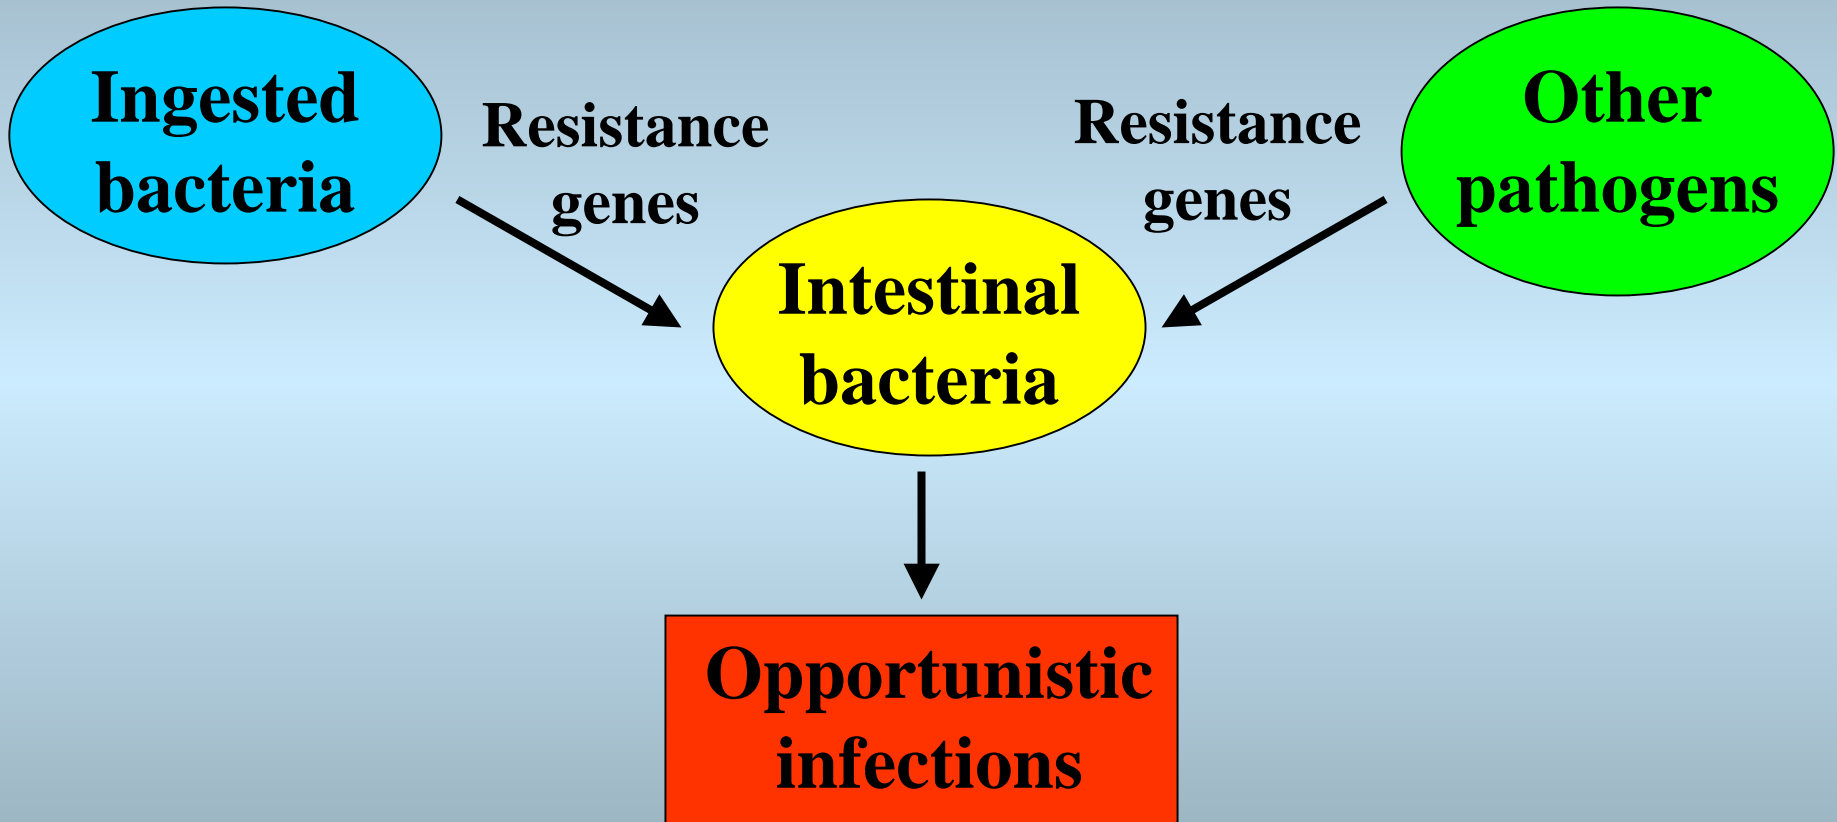 Ingested
bacteria
Resistance
genes
Resistance
genes
Other
pathogens
Intestinal
bacteria
Opportunistic
infections